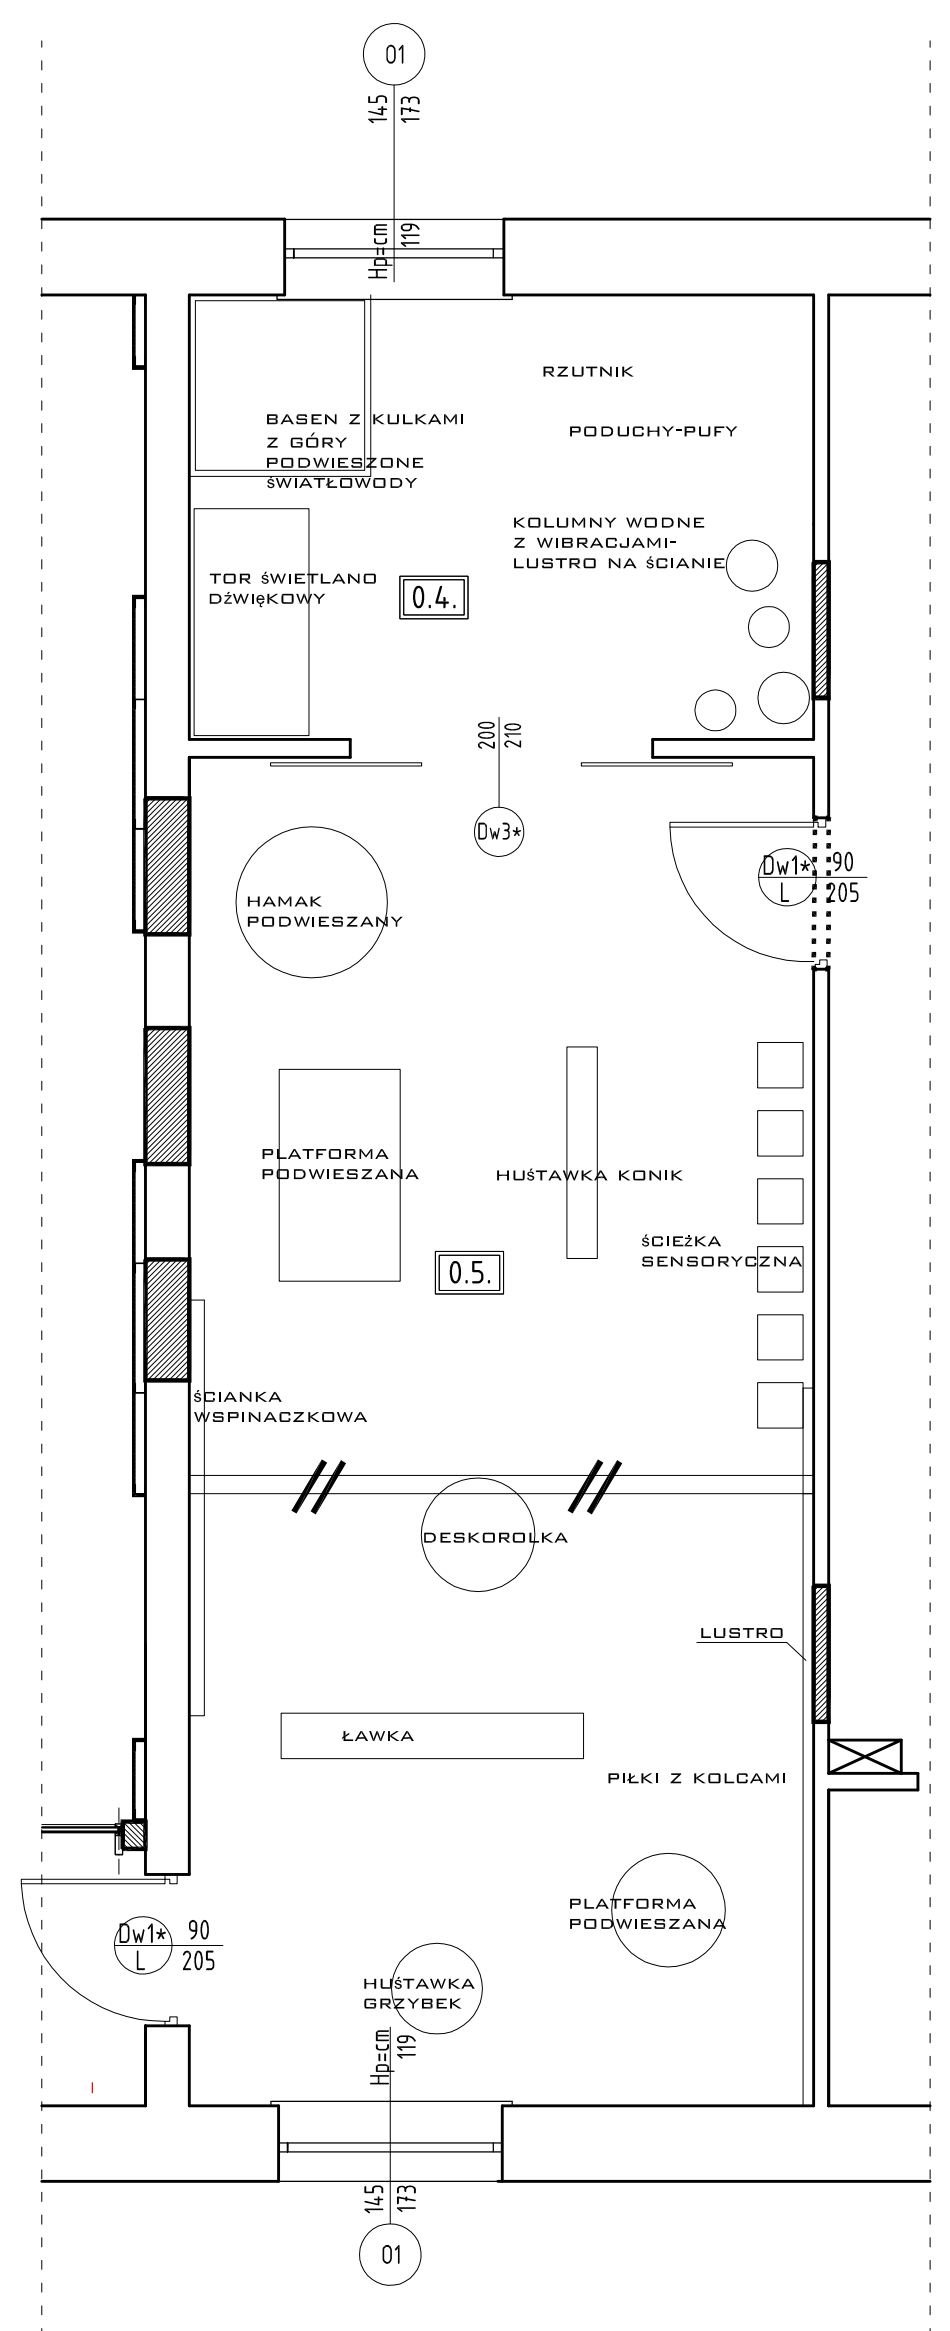 01
145
173
Hp=cm
119
RZUTNIK
BASEN Z KULKAMI
Z GÓRY
PODWIESZONE
ŚWIATŁOWODY
PODUCHY-PUFY
KOLUMNY WODNE
Z WIBRACJAMI-
LUSTRO NA ŚCIANIE
TOR ŚWIETLANO
DŹWIĘKOWY
0.4.
200
210
Dw3*
Dw1* 90
L 205
HAMAK
PODWIESZANY
PLATFORMA
PODWIESZANA
HUŚTAWKA KONIK
ŚCIEŻKA
SENSORYCZNA
0.5.
ŚCIANKA
WSPINACZKOWA
DESKOROLKA
LUSTRO
ŁAWKA
PIŁKI Z KOLCAMI
PLATFORMA
PODWIESZANA
Dw1* 90
L 205
HUŚTAWKA
GRZYBEK
Hp=cm
119
145
173
01